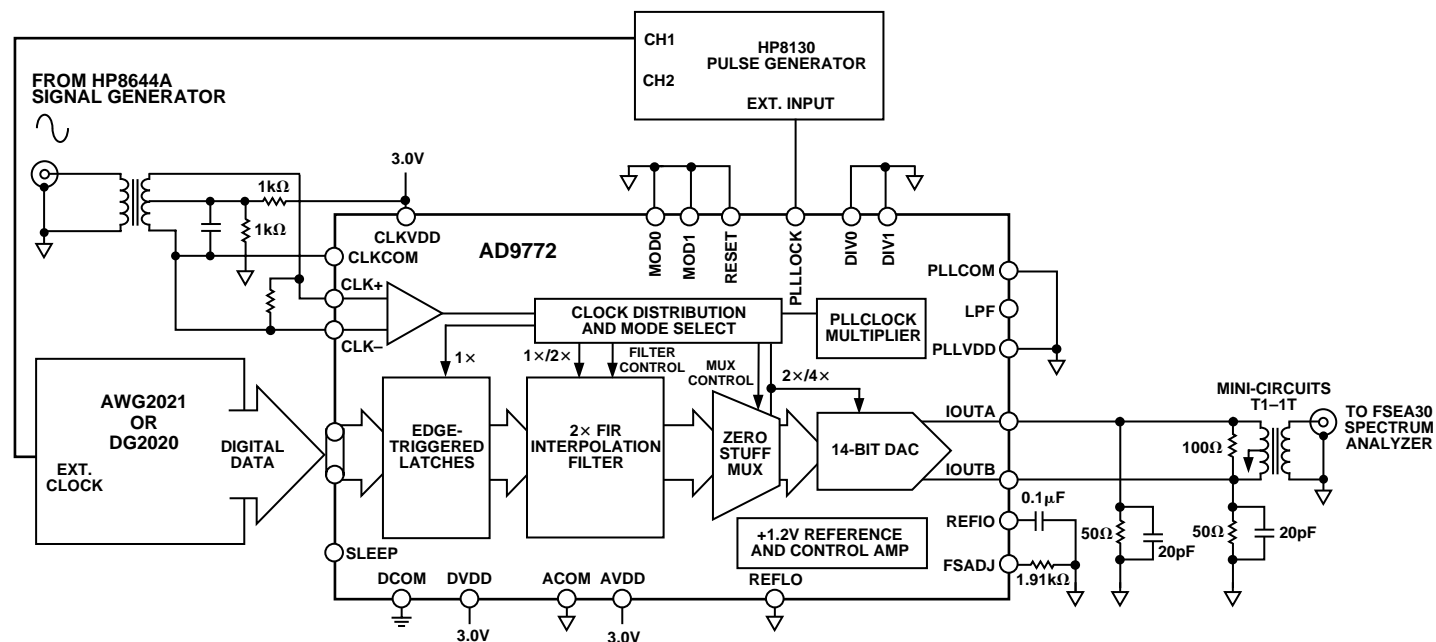 CH1
CH2
HP8130
PULSE GENERATOR
EXT. INPUT
FROM HP8644A
SIGNAL GENERATOR
3.0V
1kΩ
1kΩ
CLKVDD
CLKCOM
CLK+
CLK–
AD9772
MOD0
MOD1
RESET
PLLLOCK
DIV0
DIV1
PLLCOM
LPF
PLLVDD
CLOCK DISTRIBUTION
AND MODE SELECT
PLLCLOCK
MULTIPLIER
1×
1×/2×
FILTER
CONTROL
MUX
CONTROL
2×/4×
AWG2021
OR
DG2020
EXT.
CLOCK
DIGITAL
DATA
EDGE-
TRIGGERED
LATCHES
2× FIR
INTERPOLATION
FILTER
ZERO
STUFF
MUX
14-BIT DAC
IOUTA
IOUTB
REFIO
FSADJ
+1.2V REFERENCE
AND CONTROL AMP
MINI-CIRCUITS
T1–1T
100Ω
TO FSEA30
SPECTRUM
ANALYZER
0.1μF
1.91kΩ
50Ω
20pF
50Ω
20pF
SLEEP
DCOM
DVDD
ACOM
AVDD
REFLO
3.0V
3.0V